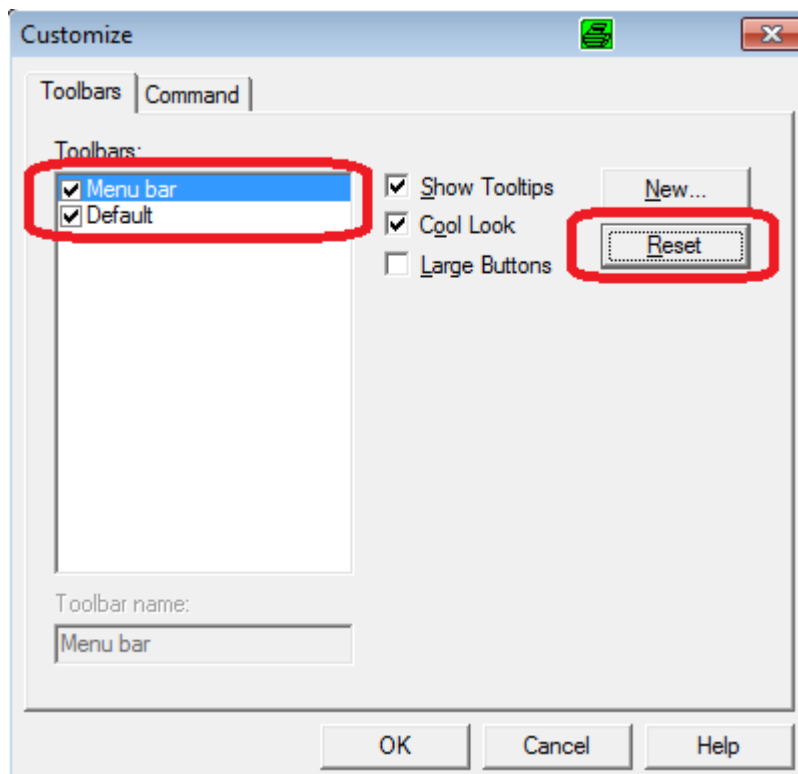 Customize
Toolbars
Command
Toolbars:
Menu bar
Default
Show Tooltips
Cool Look
Large Buttons
New...
Reset
Toolbar name:
Menu bar
OK
Cancel
Help